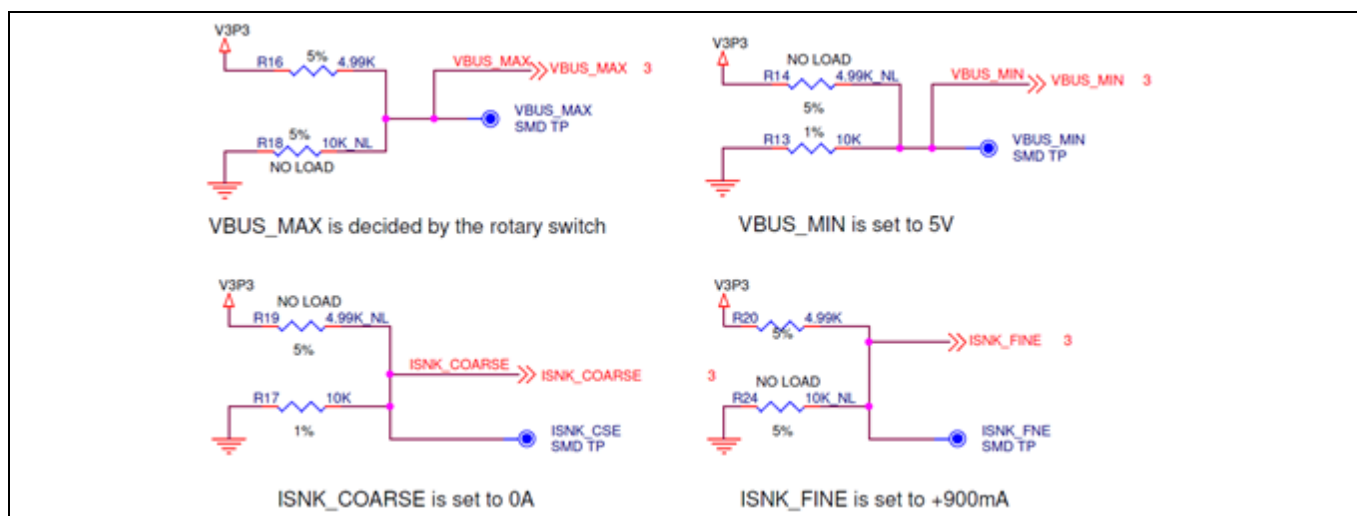 V3P3
R16 5% 4.99K
VBUS_MAX VBUS_MAX 3
VBUS_MAX
SMD TP
5%
R18 10K_NL
NO LOAD
VBUS_MAX is decided by the rotary switch
V3P3
NO LOAD
R14 4.99K_NL
VBUS_MIN VBUS_MIN 3
5%
1%
R13 10K
VBUS_MIN
SMD TP
VBUS_MIN is set to 5V
V3P3
NO LOAD
R19 4.99K_NL
5%
ISNK_COARSE ISNK_COARSE 3
R17 10K
1%
ISNK_CSE
SMD TP
ISNK_COARSE is set to 0A
V3P3
R20 4.99K
5%
ISNK_FINE 3
NO LOAD
R24 10K_NL
5%
ISNK_FNE
SMD TP
ISNK_FINE is set to +900mA